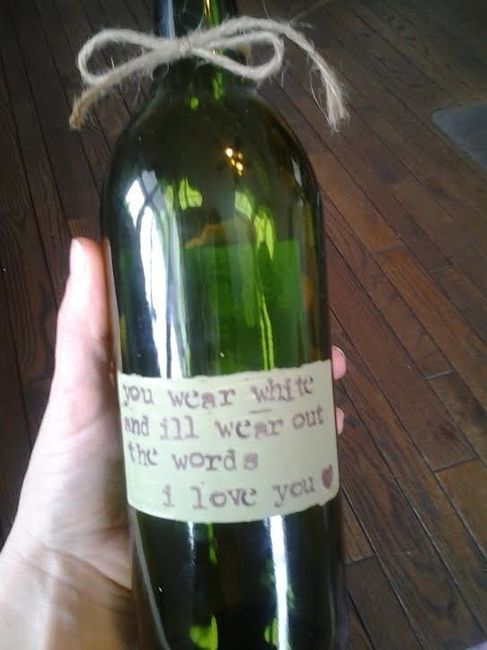 you wear white
and ill wear out
the words
i love you